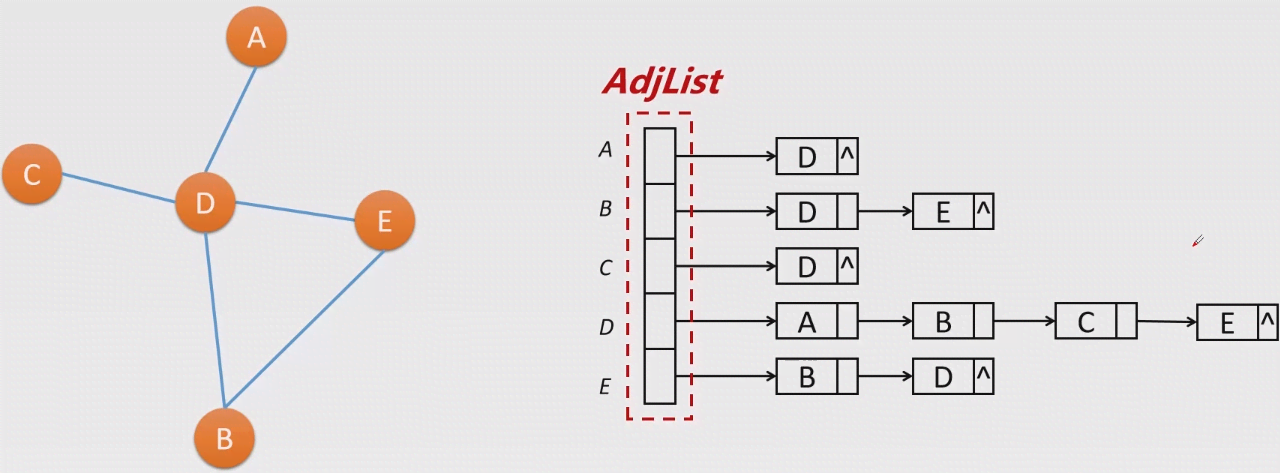 A
C
D
E
B
AdjList
A D ^
B D E ^
C D ^
D A B C E ^
E B D ^